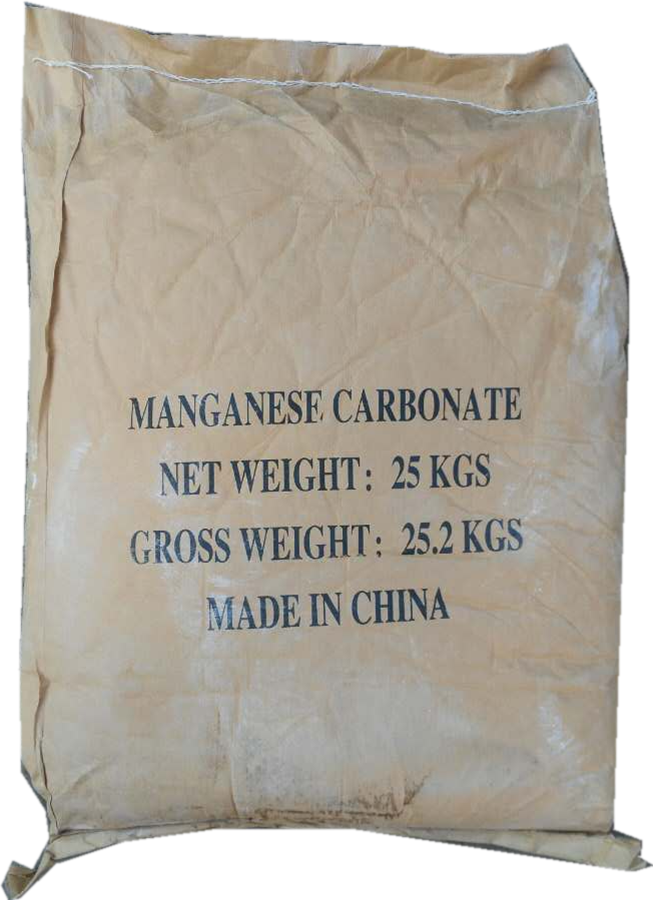 MANGANESE CARBONATE
NET WEIGHT: 25 KGS
GROSS WEIGHT: 25.2 KGS
MADE IN CHINA